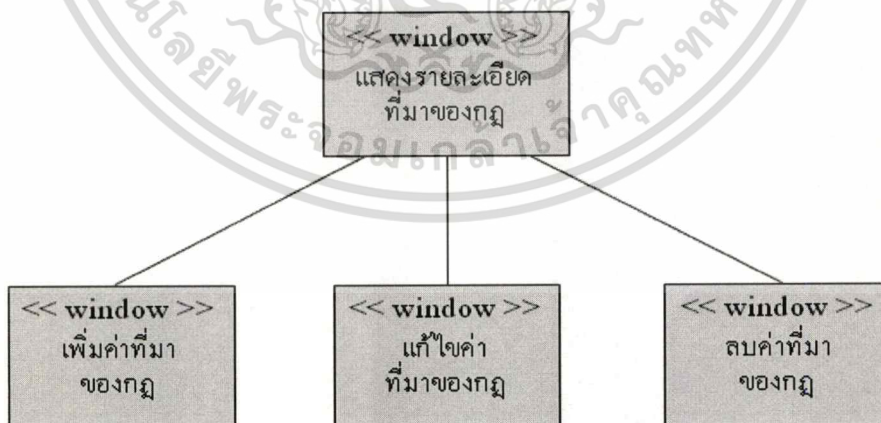 << window >>
แสดงรายละเอียด
ที่มาของกฎ
<< window >>
เพิ่มค่าที่มา
ของกฎ
<< window >>
แก้ไขค่า
ที่มาของกฎ
<< window >>
ลบค่าที่มา
ของกฎ